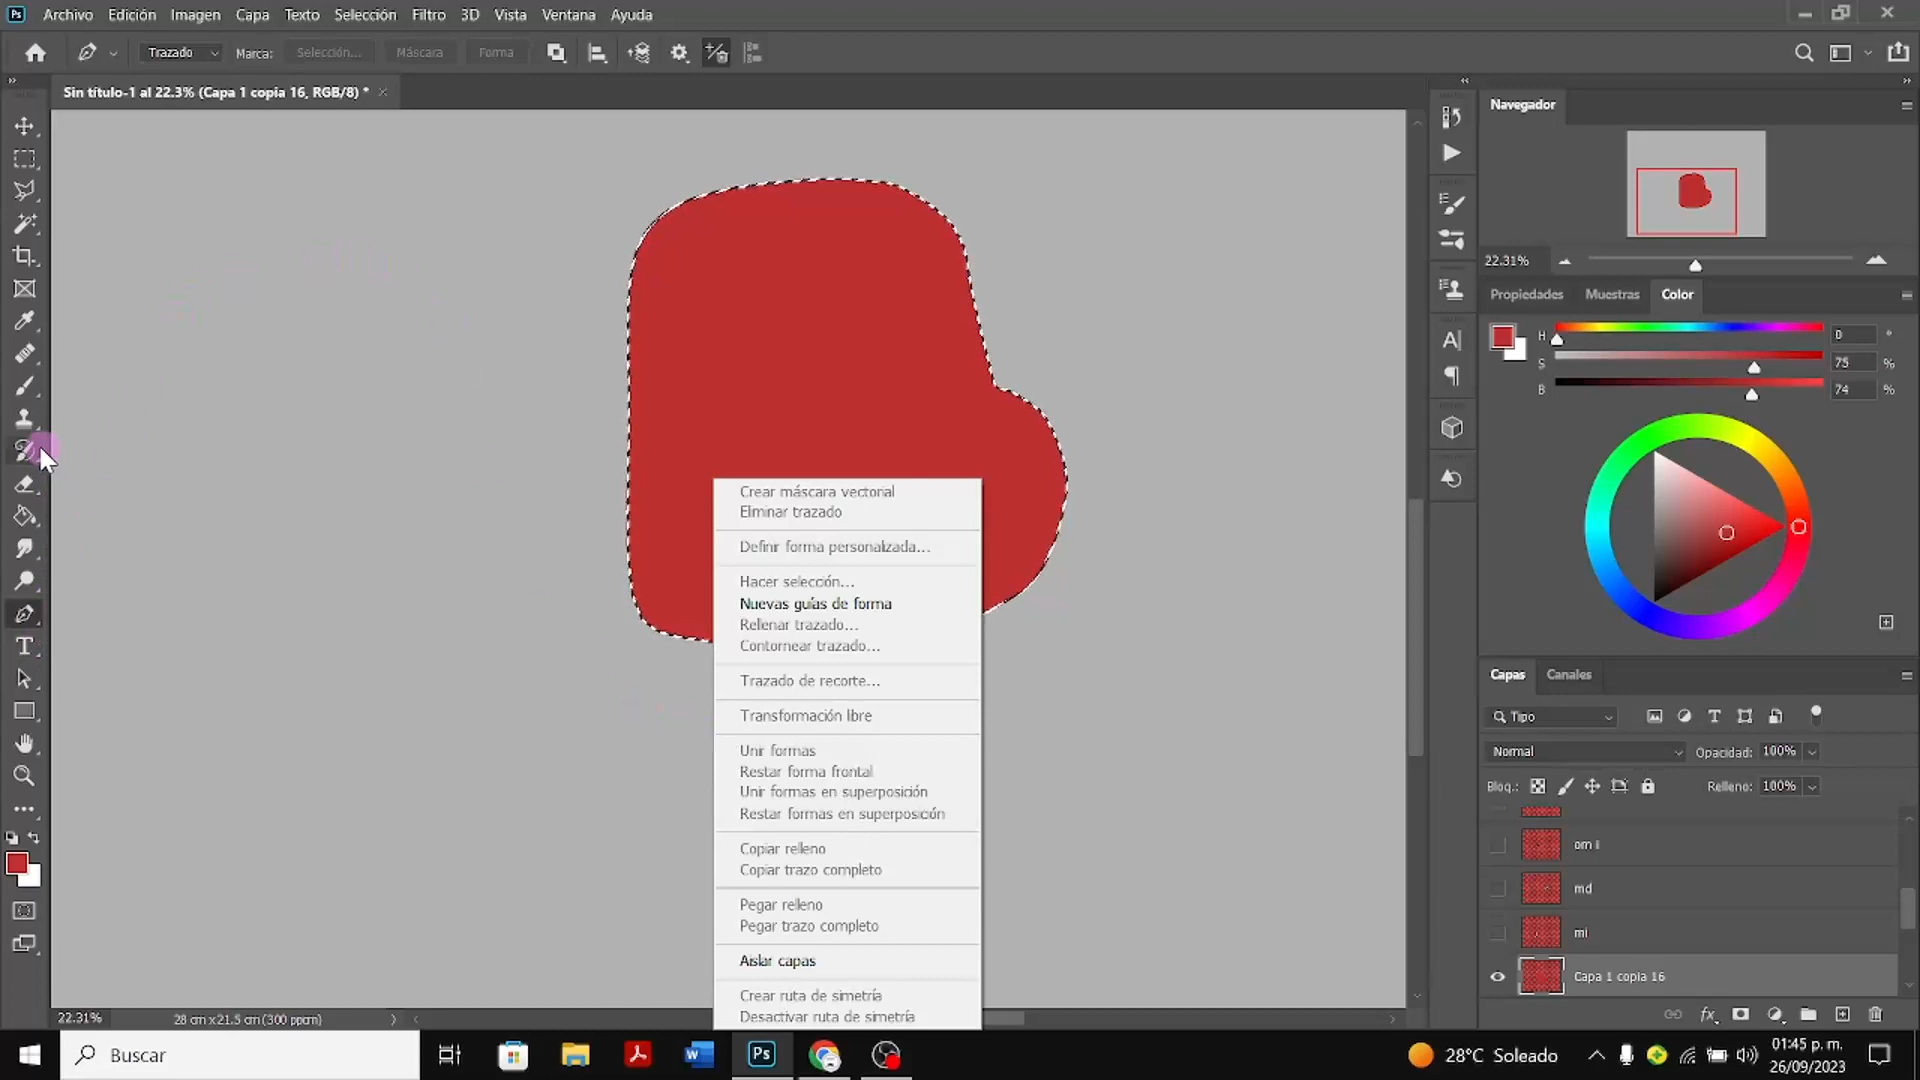 Ps Archivo Edición Imagen Capa Texto Selección Filtro 3D Vista Ventana Ayuda
Trazado Marca: Selección... Máscara Forma
Sin título-1 al 22.3% (Capa 1 copia 16, RGB/8) *
Navegador
22.31%
Propiedades Muestras Color
H 0 °
S 75 %
B 74 %
Crear máscara vectorial
Eliminar trazado
Definir forma personalizada...
Hacer selección...
Nuevas guías de forma
Rellenar trazado...
Contornear trazado...
Trazado de recorte...
Transformación libre
Unir formas
Restar forma frontal
Unir formas en superposición
Restar formas en superposición
Copiar relleno
Copiar trazo completo
Pegar relleno
Pegar trazo completo
Aislar capas
Crear ruta de simetría
Desactivar ruta de simetría
Capas Canales
Tipo
Normal Opacidad: 100%
Bloq.: Relleno: 100%
om i
md
mi
Capa 1 copia 16
fx
22.31% 28 cm x 21.5 cm (300 ppcm)
Buscar
Ps
28°C Soleado
01:45 p. m.
26/09/2023